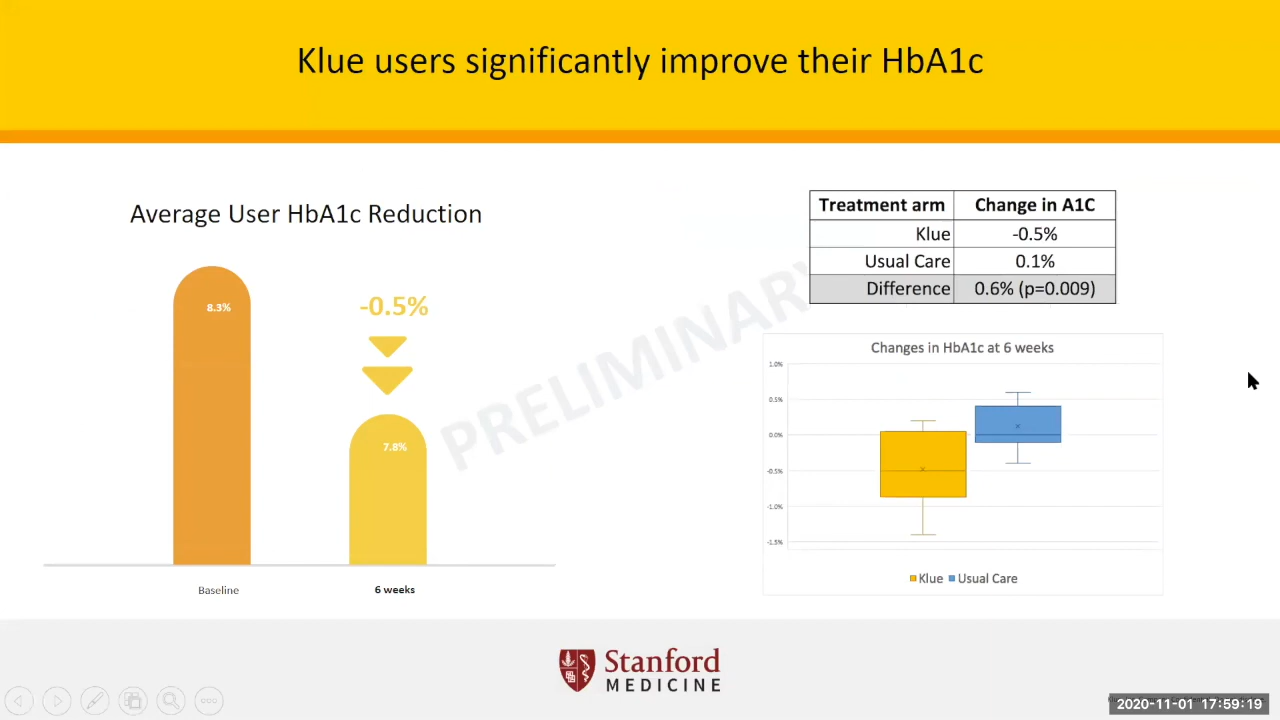 Klue users significantly improve their HbA1c
Average User HbA1c Reduction
8.3%
-0.5%
7.8%
Baseline
6 weeks
PRELIMINARY
Treatment arm Change in A1C
Klue -0.5%
Usual Care 0.1%
Difference 0.6% (p=0.009)
Changes in HbA1c at 6 weeks
1.0%
0.5%
0.0%
-0.5%
-1.0%
-1.5%
Klue Usual Care
Stanford
MEDICINE
2020-11-01 17:59:19